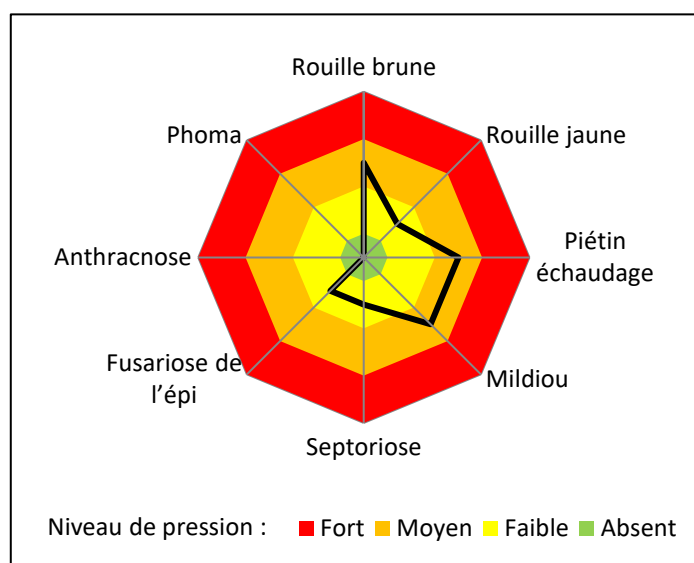 Rouille brune
Phoma
Rouille jaune
Anthracnose
Piétin
échaudage
Fusariose de
l’épi
Mildiou
Septoriose
Niveau de pression : Fort Moyen Faible Absent